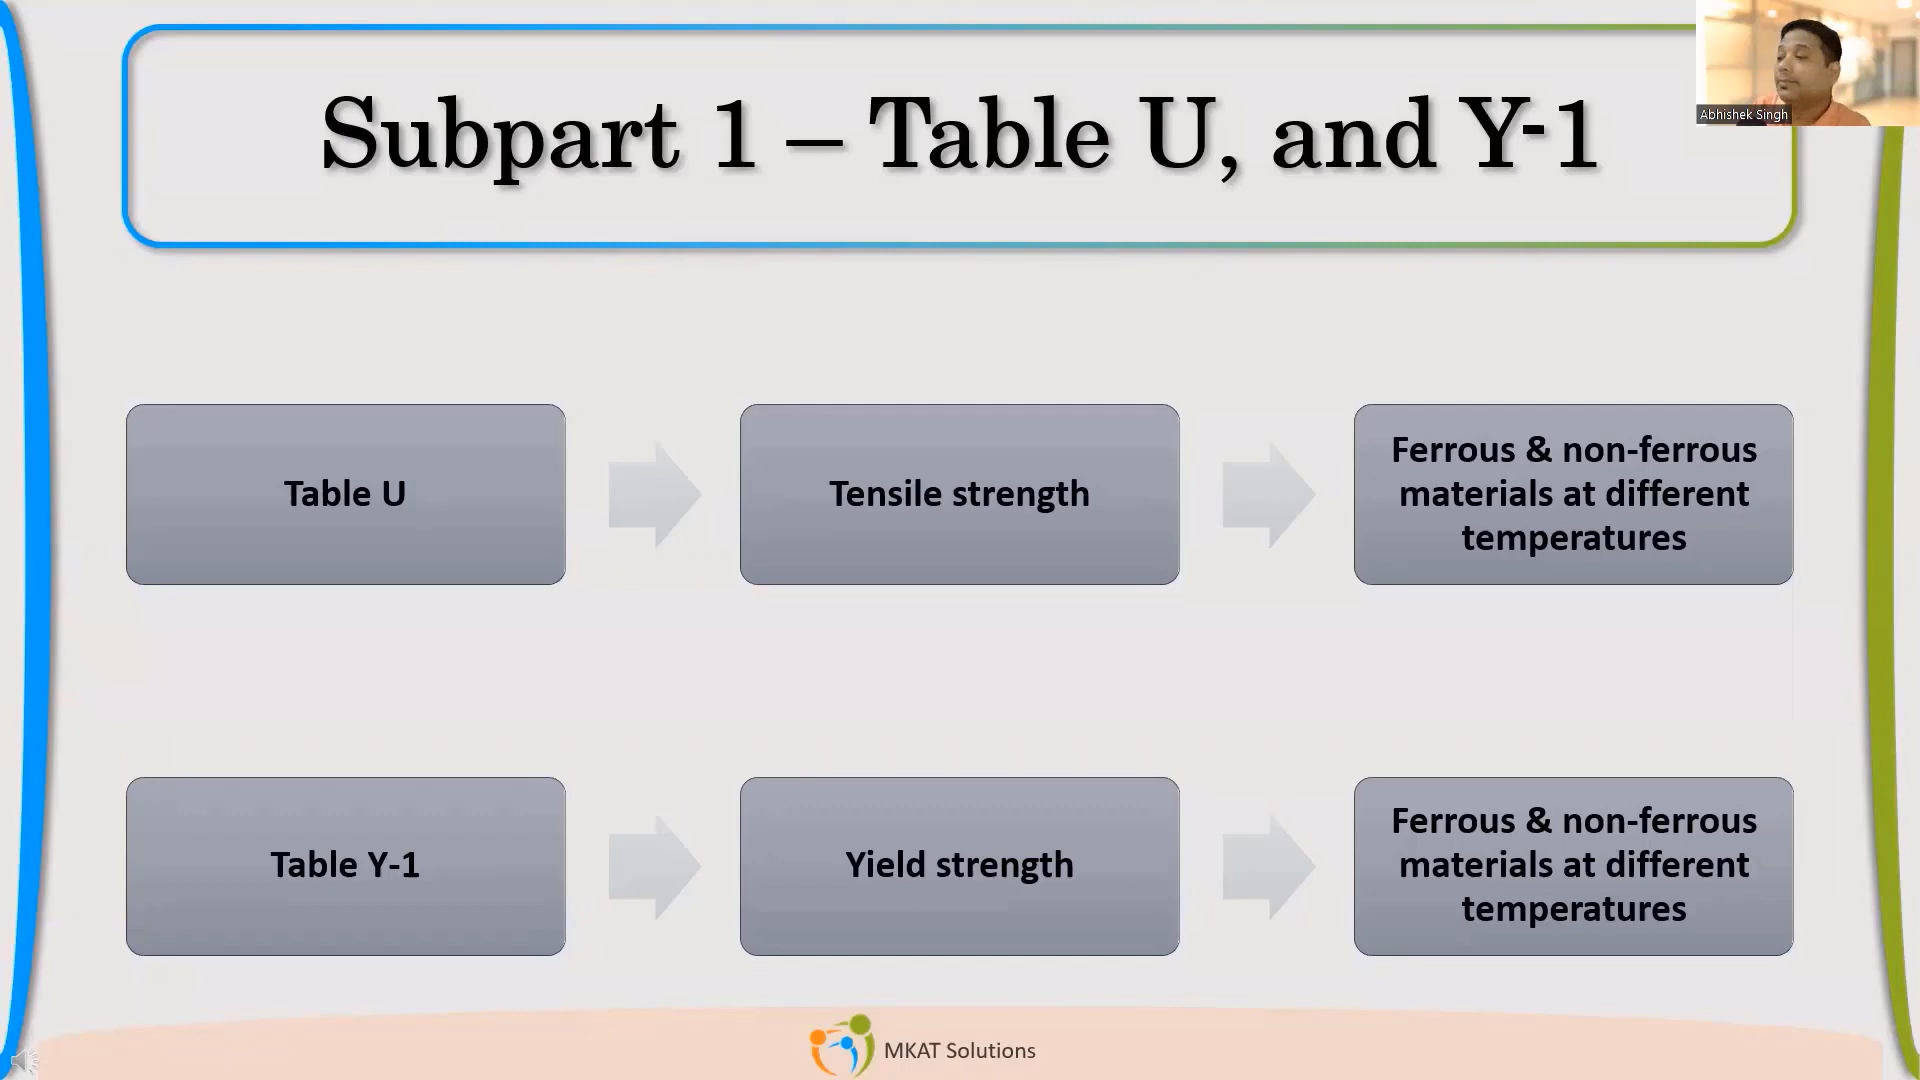 Subpart 1 – Table U, and Y-1
Abhishek Singh
Table U
Tensile strength
Ferrous & non-ferrous
materials at different
temperatures
Table Y-1
Yield strength
Ferrous & non-ferrous
materials at different
temperatures
MKAT Solutions